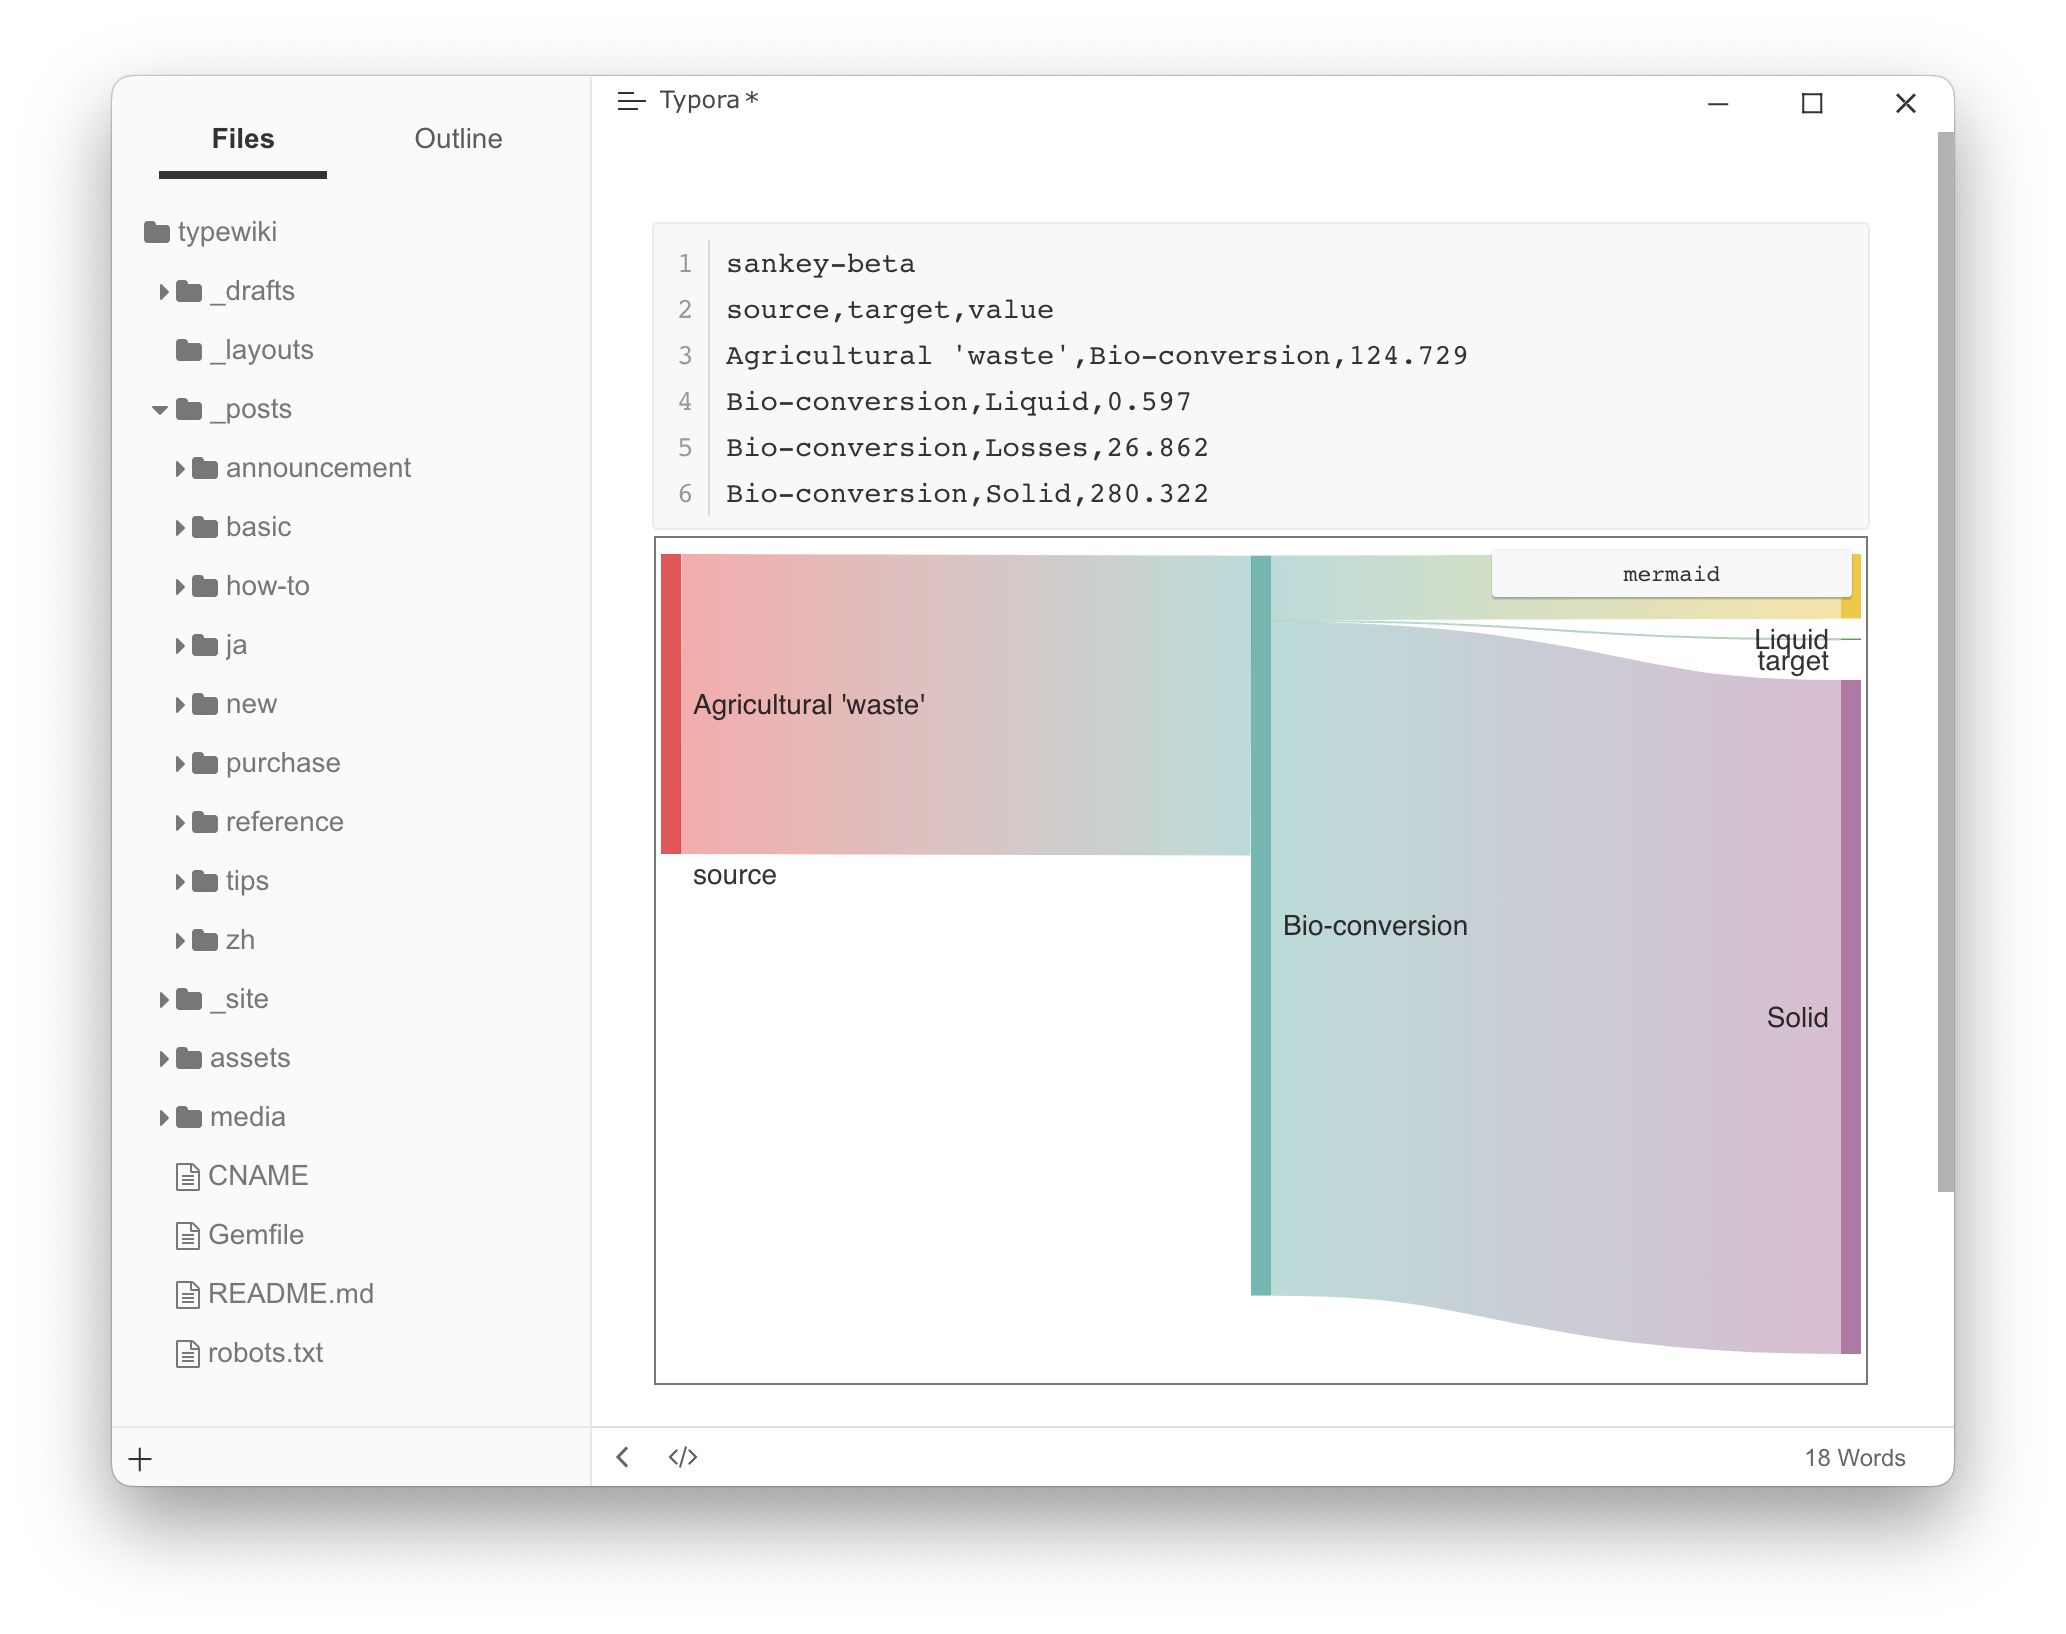 Files
Outline
typewiki
_drafts
_layouts
_posts
announcement
basic
how-to
ja
new
purchase
reference
tips
zh
_site
assets
media
CNAME
Gemfile
README.md
robots.txt
Typora*
1 sankey-beta
2 source,target,value
3 Agricultural 'waste',Bio-conversion,124.729
4 Bio-conversion,Liquid,0.597
5 Bio-conversion,Losses,26.862
6 Bio-conversion,Solid,280.322
mermaid
Liquid
target
Agricultural 'waste'
source
Bio-conversion
Solid
18 Words